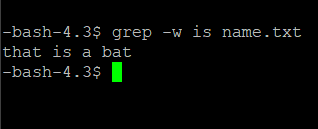 -bash-4.3$ grep -w is name.txt
that is a bat
-bash-4.3$